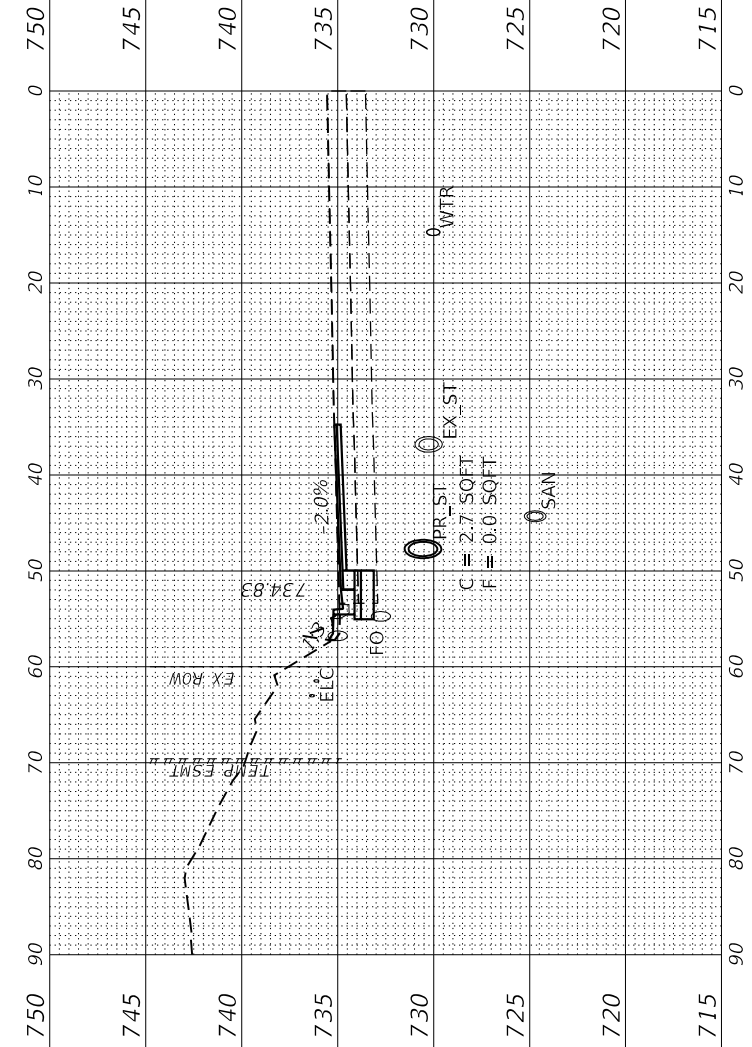 750 745 740 735 730 725 720 715
0 0
10 10
WTR
20 20
30 30
EX_ST
40 40
-2.0%
PR_ST
C = 2.7 SQFT
F = 0.0 SQFT
SAN
50 50
734.83
FO
60 60
EX ROW
ELC
70 70
TEMP ESMT
80 80
90 90
750 745 740 735 730 725 720 715